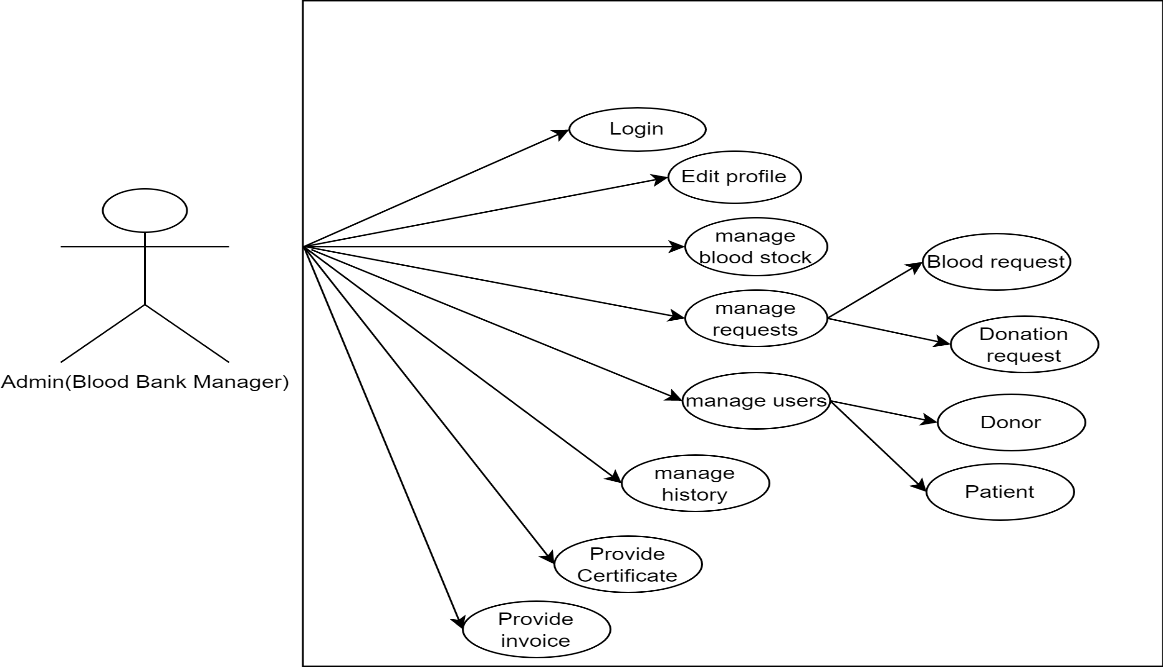 Login
Edit profile
manage
blood stock
Blood request
manage
requests
Donation
request
Admin(Blood Bank Manager)
manage users
Donor
manage
history
Patient
Provide
Certificate
Provide
invoice